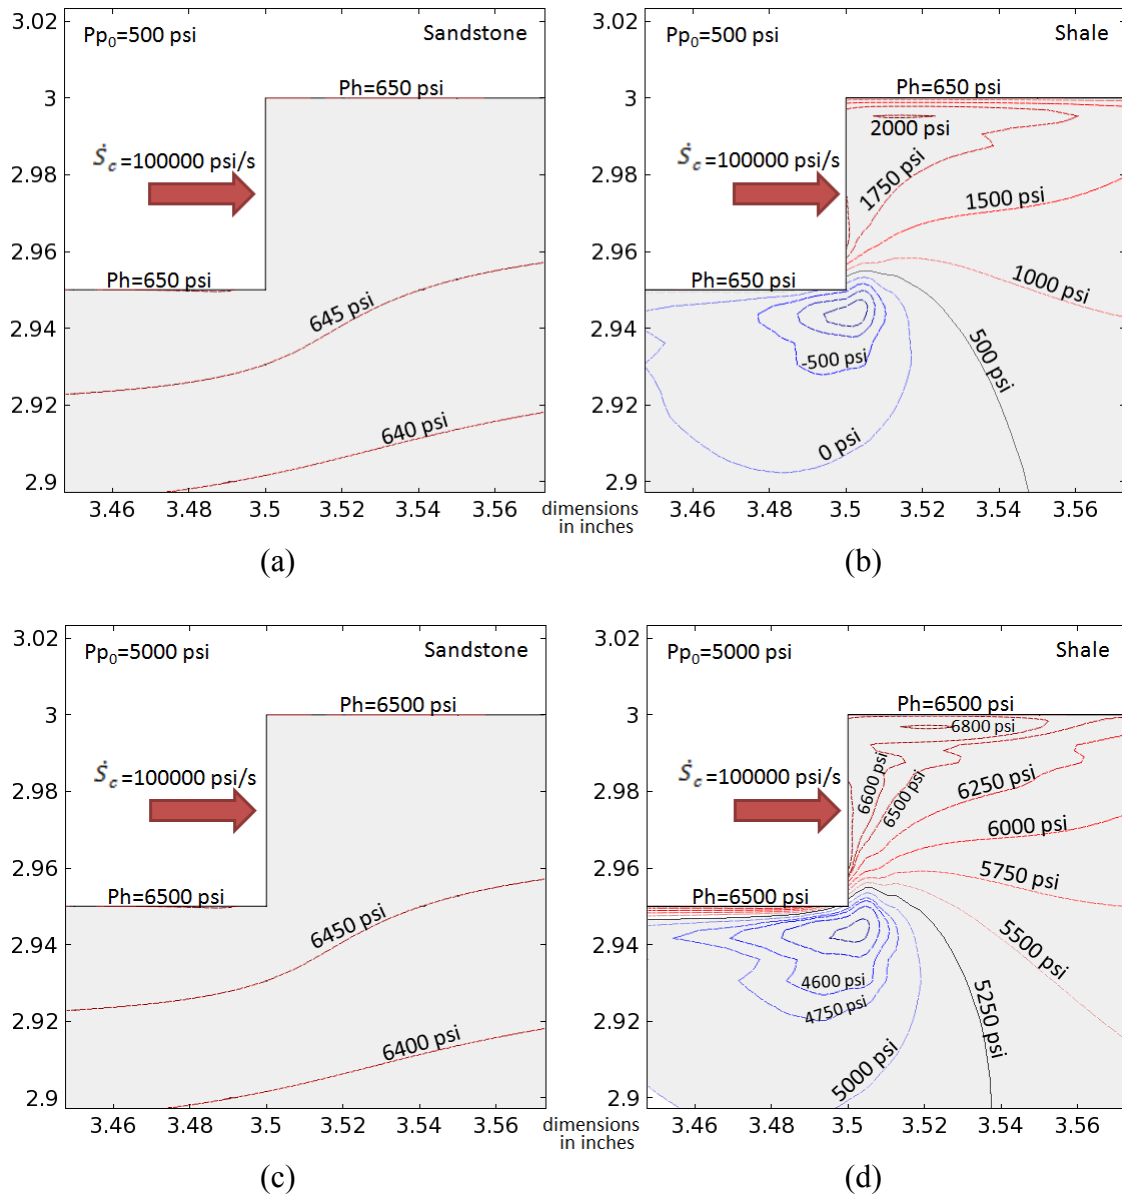 3.02
Pp₀=500 psi
Sandstone
Ph=650 psi
3
Ṡc=100000 psi/s
2.98
2.96
Ph=650 psi
645 psi
2.94
2.92
640 psi
2.9
3.46 3.48 3.5 3.52 3.54 3.56
(a)
3.02
Pp₀=500 psi
Shale
Ph=650 psi
3
2000 psi
Ṡc=100000 psi/s
2.98
1750 psi
1500 psi
2.96
1000 psi
Ph=650 psi
2.94
500 psi
-500 psi
2.92
0 psi
2.9
3.46 3.48 3.5 3.52 3.54 3.56
dimensions
in inches
(b)
3.02
Pp₀=5000 psi
Sandstone
Ph=6500 psi
3
Ṡc=100000 psi/s
2.98
2.96
Ph=6500 psi
6450 psi
2.94
2.92
6400 psi
2.9
3.46 3.48 3.5 3.52 3.54 3.56
(c)
3.02
Pp₀=5000 psi
Shale
Ph=6500 psi
3
6800 psi
Ṡc=100000 psi/s
2.98
6600 psi
6500 psi
6250 psi
6000 psi
2.96
5750 psi
Ph=6500 psi
2.94
5500 psi
4600 psi
4750 psi
2.92
5250 psi
5000 psi
2.9
3.46 3.48 3.5 3.52 3.54 3.56
dimensions
in inches
(d)